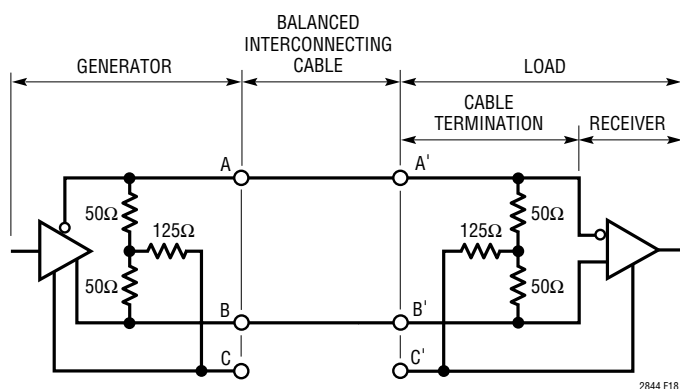 BALANCED
INTERCONNECTING
CABLE
GENERATOR
LOAD
CABLE
TERMINATION
RECEIVER
A
A'
50Ω
125Ω
50Ω
125Ω
50Ω
50Ω
B
B'
C
C'
2844 F18